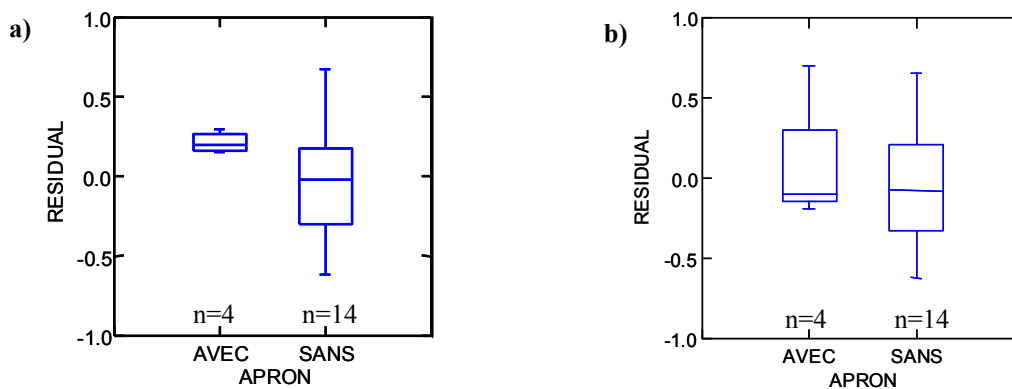 a)
RESIDUAL
1.0
0.5
0.0
-0.5
-1.0
n=4 n=14
AVEC SANS
APRON
b)
RESIDUAL
1.0
0.5
0.0
-0.5
-1.0
n=4 n=14
AVEC SANS
APRON